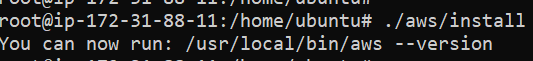 root@ip-172-31-88-11:/home/ubuntu#
root@ip-172-31-88-11:/home/ubuntu# ./aws/install
You can now run: /usr/local/bin/aws --version